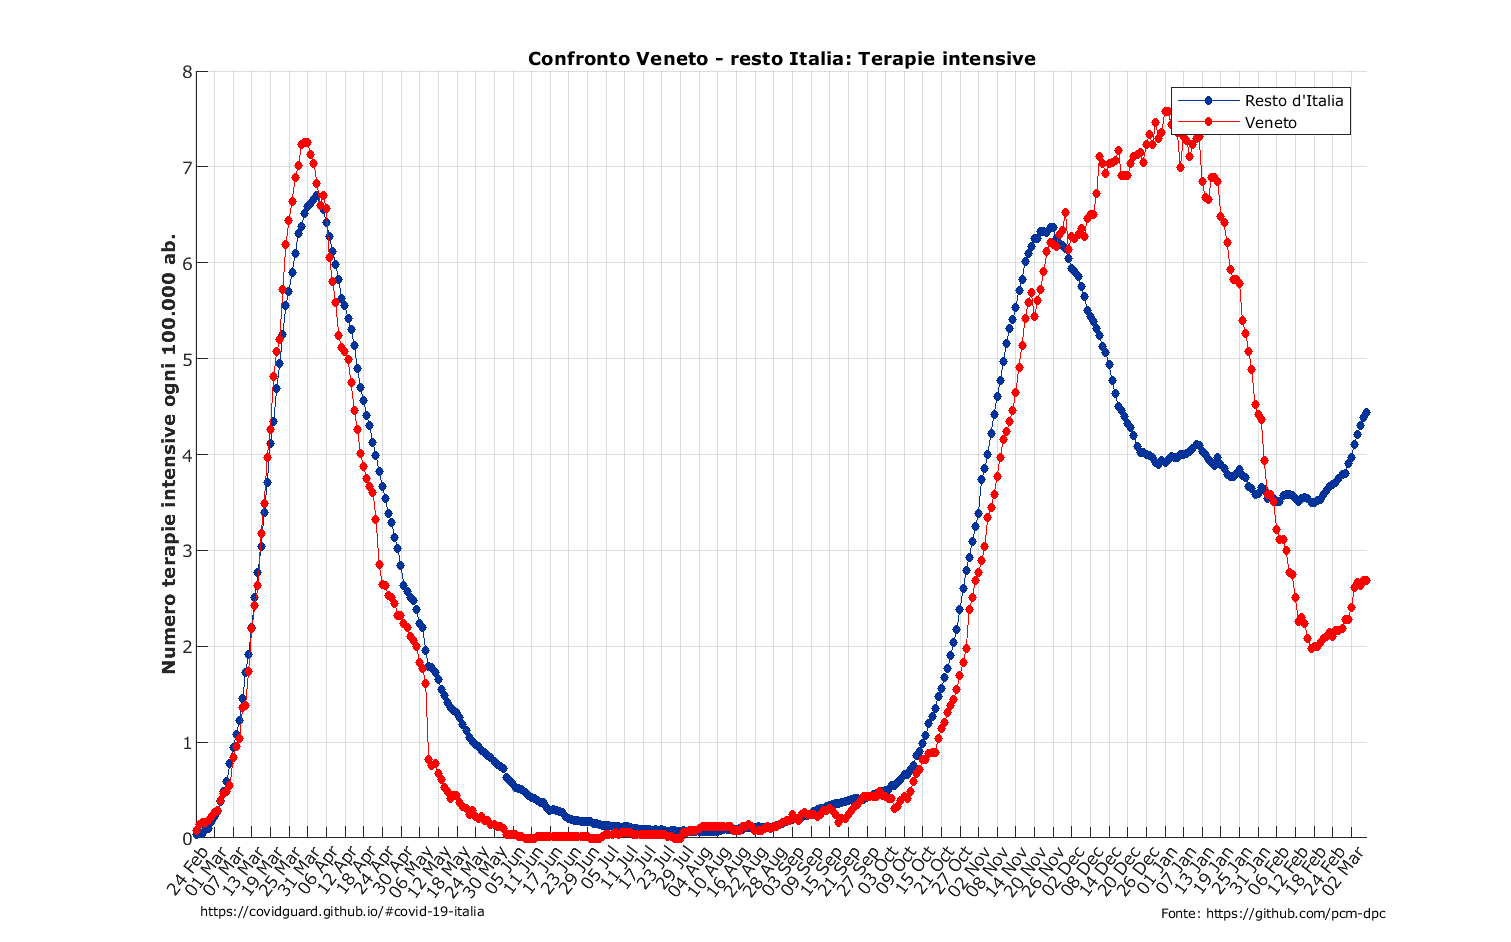 Confronto Veneto - resto Italia: Terapie intensive
Numero terapie intensive ogni 100.000 ab.
8
7
6
5
4
3
2
1
0
Resto d'Italia
Veneto
24 Feb
01 Mar
07 Mar
13 Mar
19 Mar
25 Mar
31 Mar
06 Apr
12 Apr
18 Apr
24 Apr
30 Apr
06 May
12 May
18 May
24 May
30 May
05 Jun
11 Jun
17 Jun
23 Jun
29 Jun
05 Jul
11 Jul
17 Jul
23 Jul
29 Jul
04 Aug
10 Aug
16 Aug
22 Aug
28 Aug
03 Sep
09 Sep
15 Sep
21 Sep
27 Sep
03 Oct
09 Oct
15 Oct
21 Oct
27 Oct
02 Nov
08 Nov
14 Nov
20 Nov
26 Nov
02 Dec
08 Dec
14 Dec
20 Dec
26 Dec
01 Jan
07 Jan
13 Jan
19 Jan
25 Jan
31 Jan
06 Feb
12 Feb
18 Feb
24 Feb
02 Mar
https://covidguard.github.io/#covid-19-italia
Fonte: https://github.com/pcm-dpc